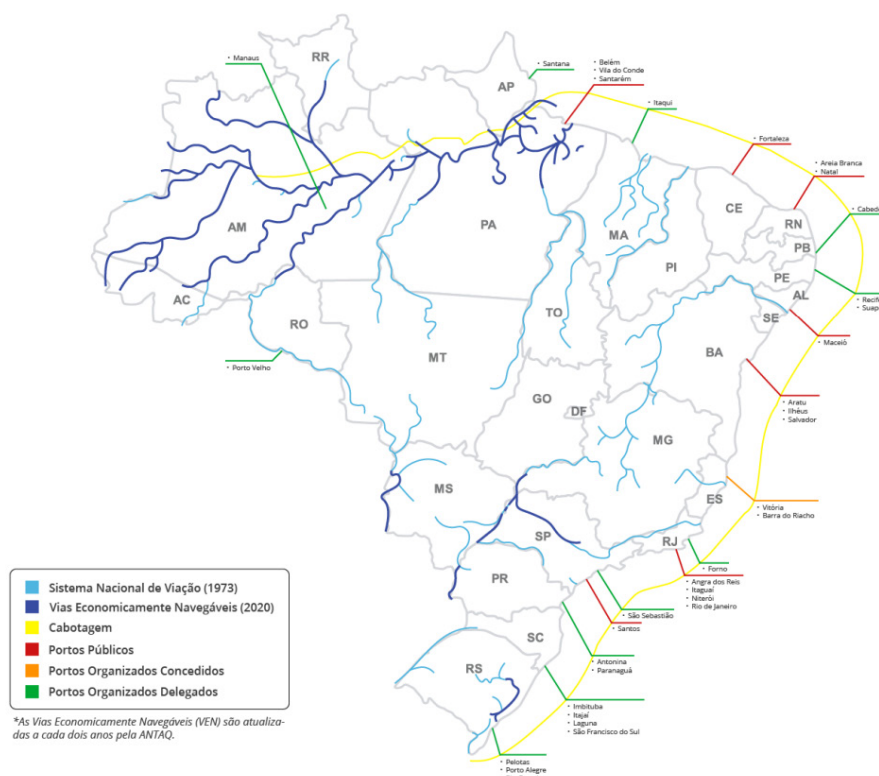 RR
AP
AM
PA
AC
RO
MT
TO
MA
PI
CE
RN
PB
PE
AL
SE
BA
GO
DF
MG
ES
MS
SP
RJ
PR
SC
RS
• Manaus
• Santana
• Belém
• Vila do Conde
• Santarém
• Itaqui
• Fortaleza
• Areia Branca
• Natal
• Cabed
• Recif
• Suap
• Maceió
• Aratu
• Ilhéus
• Salvador
• Vitória
• Barra do Riacho
• Forno
• Angra dos Reis
• Itaguaí
• Niterói
• Rio de Janeiro
• São Sebastião
• Santos
• Antonina
• Paranaguá
• Imbituba
• Itajaí
• Laguna
• São Francisco do Sul
• Pelotas
• Porto Alegre
• Porto Velho
Sistema Nacional de Viação (1973)
Vias Economicamente Navegáveis (2020)
Cabotagem
Portos Públicos
Portos Organizados Concedidos
Portos Organizados Delegados
*As Vias Economicamente Navegáveis (VEN) são atualiza-
das a cada dois anos pela ANTAQ.